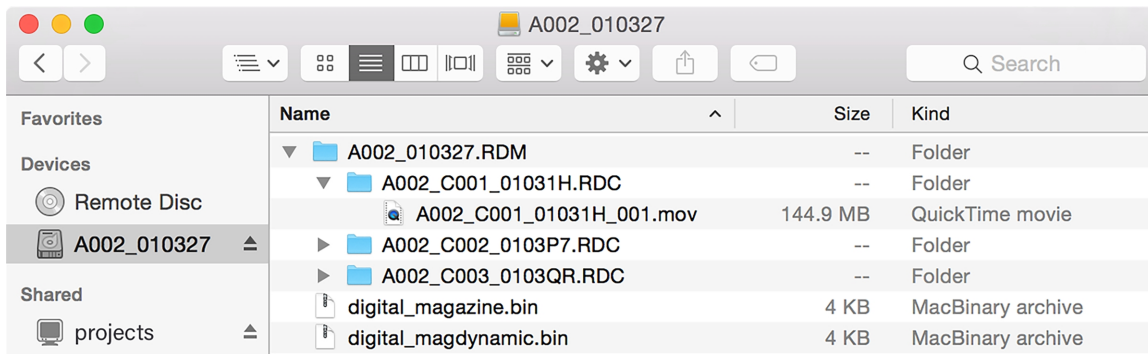 A002_010327
Search
Favorites
Devices
Remote Disc
A002_010327
Shared
projects
Name Size Kind
A002_010327.RDM -- Folder
A002_C001_01031H.RDC -- Folder
A002_C001_01031H_001.mov 144.9 MB QuickTime movie
A002_C002_0103P7.RDC -- Folder
A002_C003_0103QR.RDC -- Folder
digital_magazine.bin 4 KB MacBinary archive
digital_magdynamic.bin 4 KB MacBinary archive